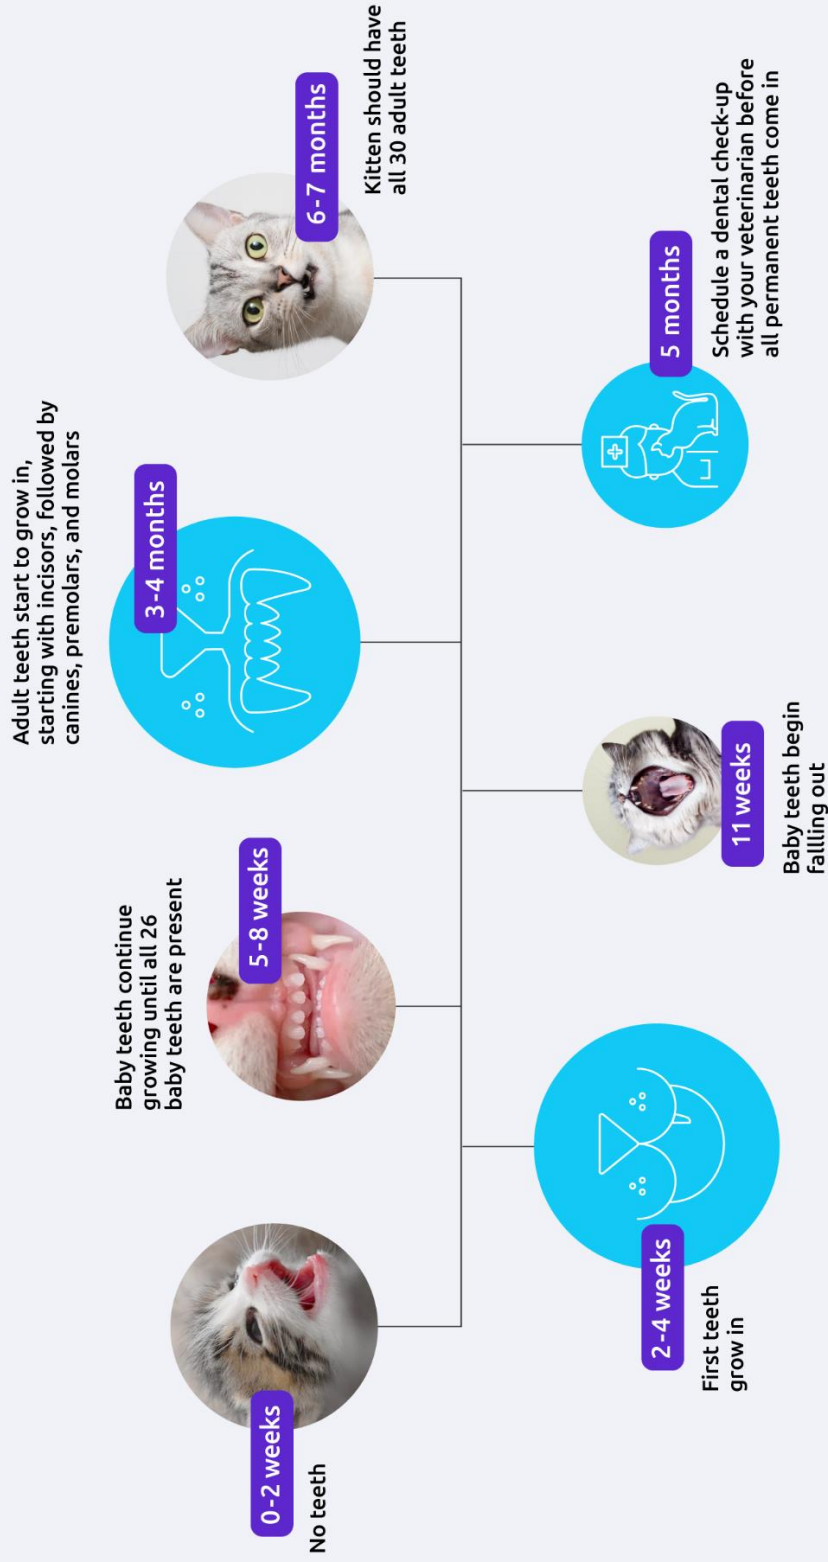 0-2 weeks
No teeth
2-4 weeks
First teeth
grow in
Baby teeth continue
growing until all 26
baby teeth are present
5-8 weeks
11 weeks
Baby teeth begin
fallling out
Adult teeth start to grow in,
starting with incisors, followed by
canines, premolars, and molars
3-4 months
5 months
Schedule a dental check-up
with your veterinarian before
all permanent teeth come in
6-7 months
Kitten should have
all 30 adult teeth